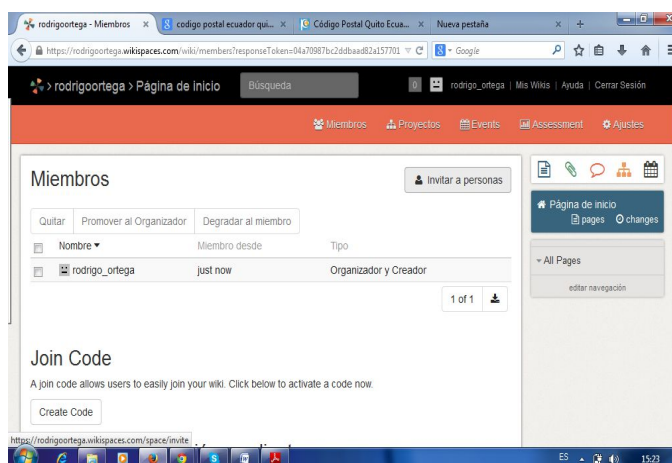 rodrigoortega - Miembros × codigo postal ecuador qui... × Código Postal Quito Ecua... × Nueva pestaña × +
https://rodrigoortega.wikispaces.com/wiki/members?responseToken=04a70987bc2ddbaad82a157701 Google
> rodrigoortega > Página de inicio Búsqueda 0 rodrigo_ortega | Mis Wikis | Ayuda | Cerrar Sesión
Miembros Proyectos Events Assessment Ajustes
Miembros Invitar a personas
Quitar Promover al Organizador Degradar al miembro
Nombre ▾ Miembro desde Tipo
rodrigo_ortega just now Organizador y Creador
1 of 1
Página de inicio
pages changes
All Pages
editar navegación
Join Code
A join code allows users to easily join your wiki. Click below to activate a code now.
Create Code
https://rodrigoortega.wikispaces.com/space/invite
ES 15:23